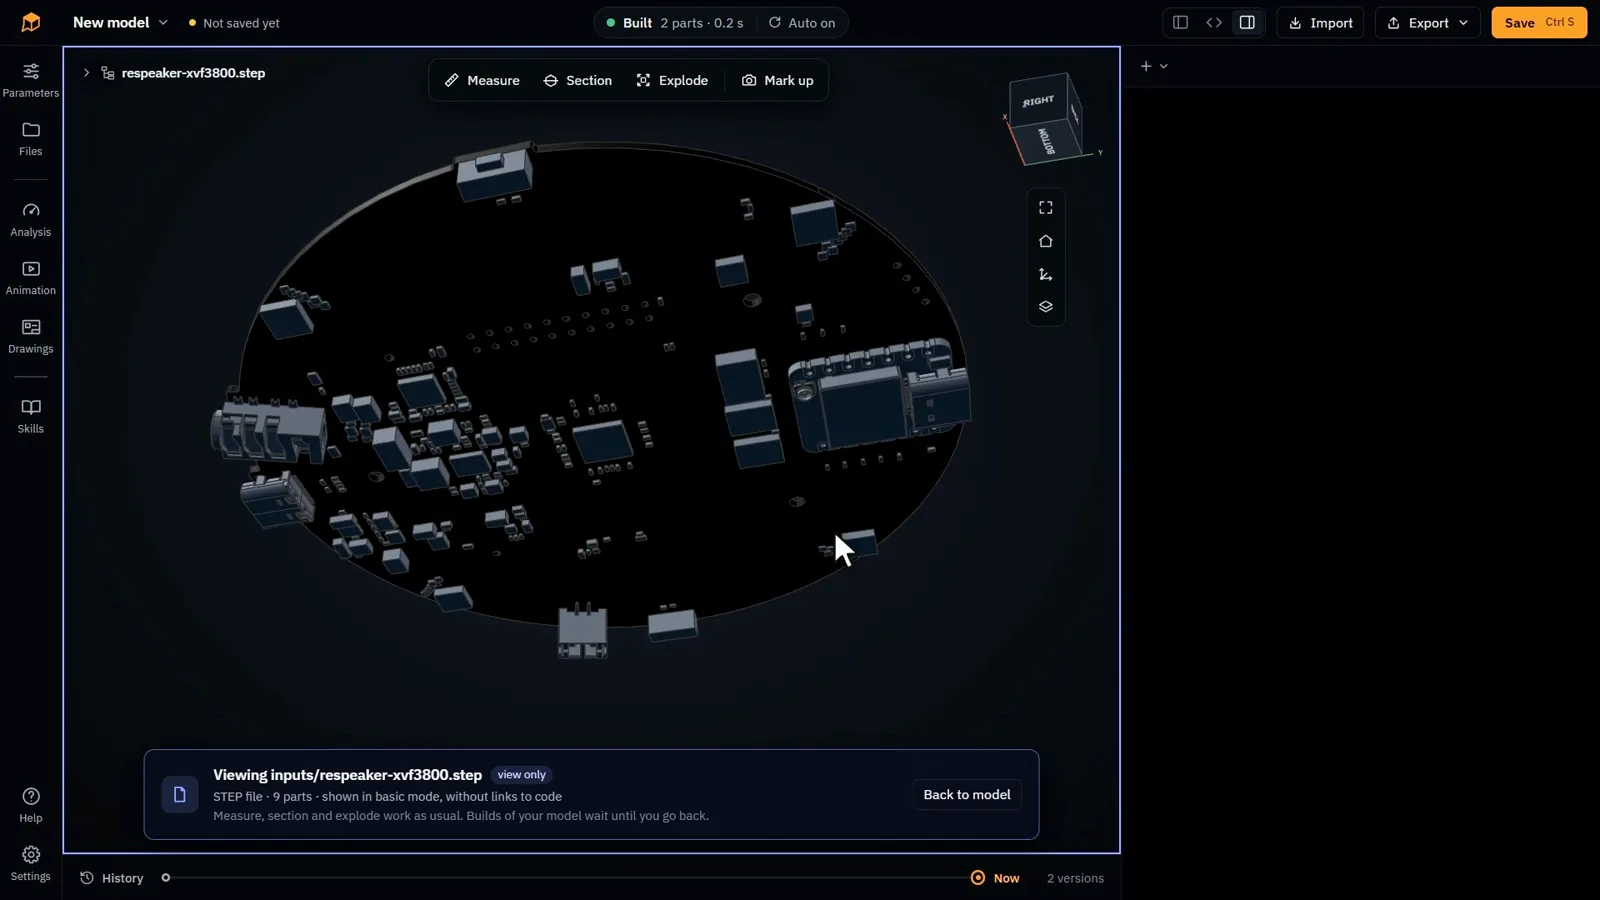 New model
Not saved yet
Built 2 parts · 0.2 s Auto on
Import
Export
Save Ctrl S
Parameters
Files
Analysis
Animation
Drawings
Skills
Help
Settings
respeaker-xvf3800.step
Measure
Section
Explode
Mark up
RIGHT
BOTTOM
X
Y
Viewing inputs/respeaker-xvf3800.step view only
STEP file · 9 parts · shown in basic mode, without links to code
Measure, section and explode work as usual. Builds of your model wait until you go back.
Back to model
History
Now
2 versions